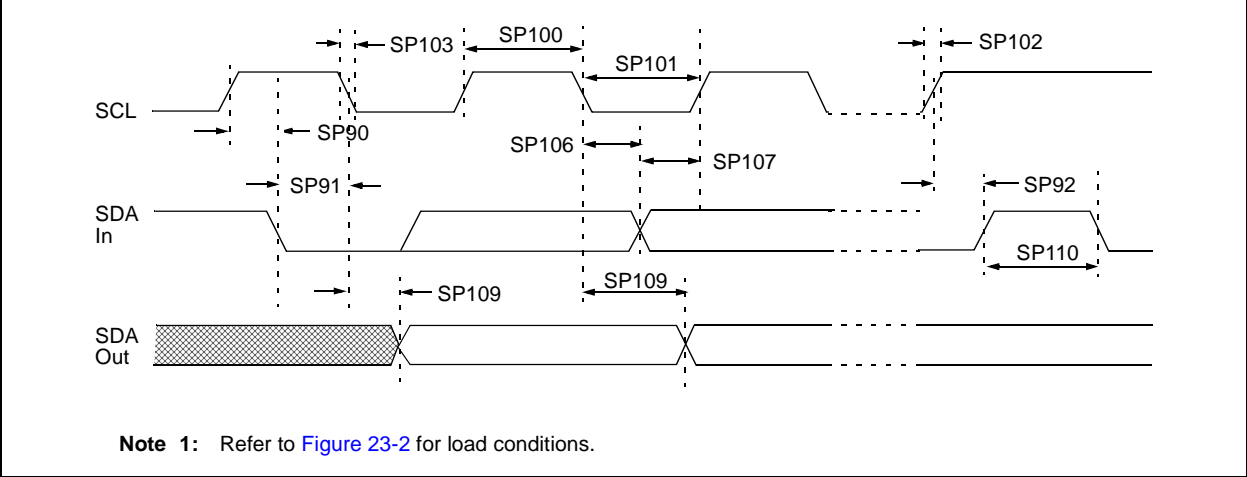 SP103
SP100
SP102
SP101
SCL
SP90
SP106
SP107
SP91
SP92
SDA
In
SP110
SP109
SP109
SDA
Out
Note 1: Refer to Figure 23-2 for load conditions.